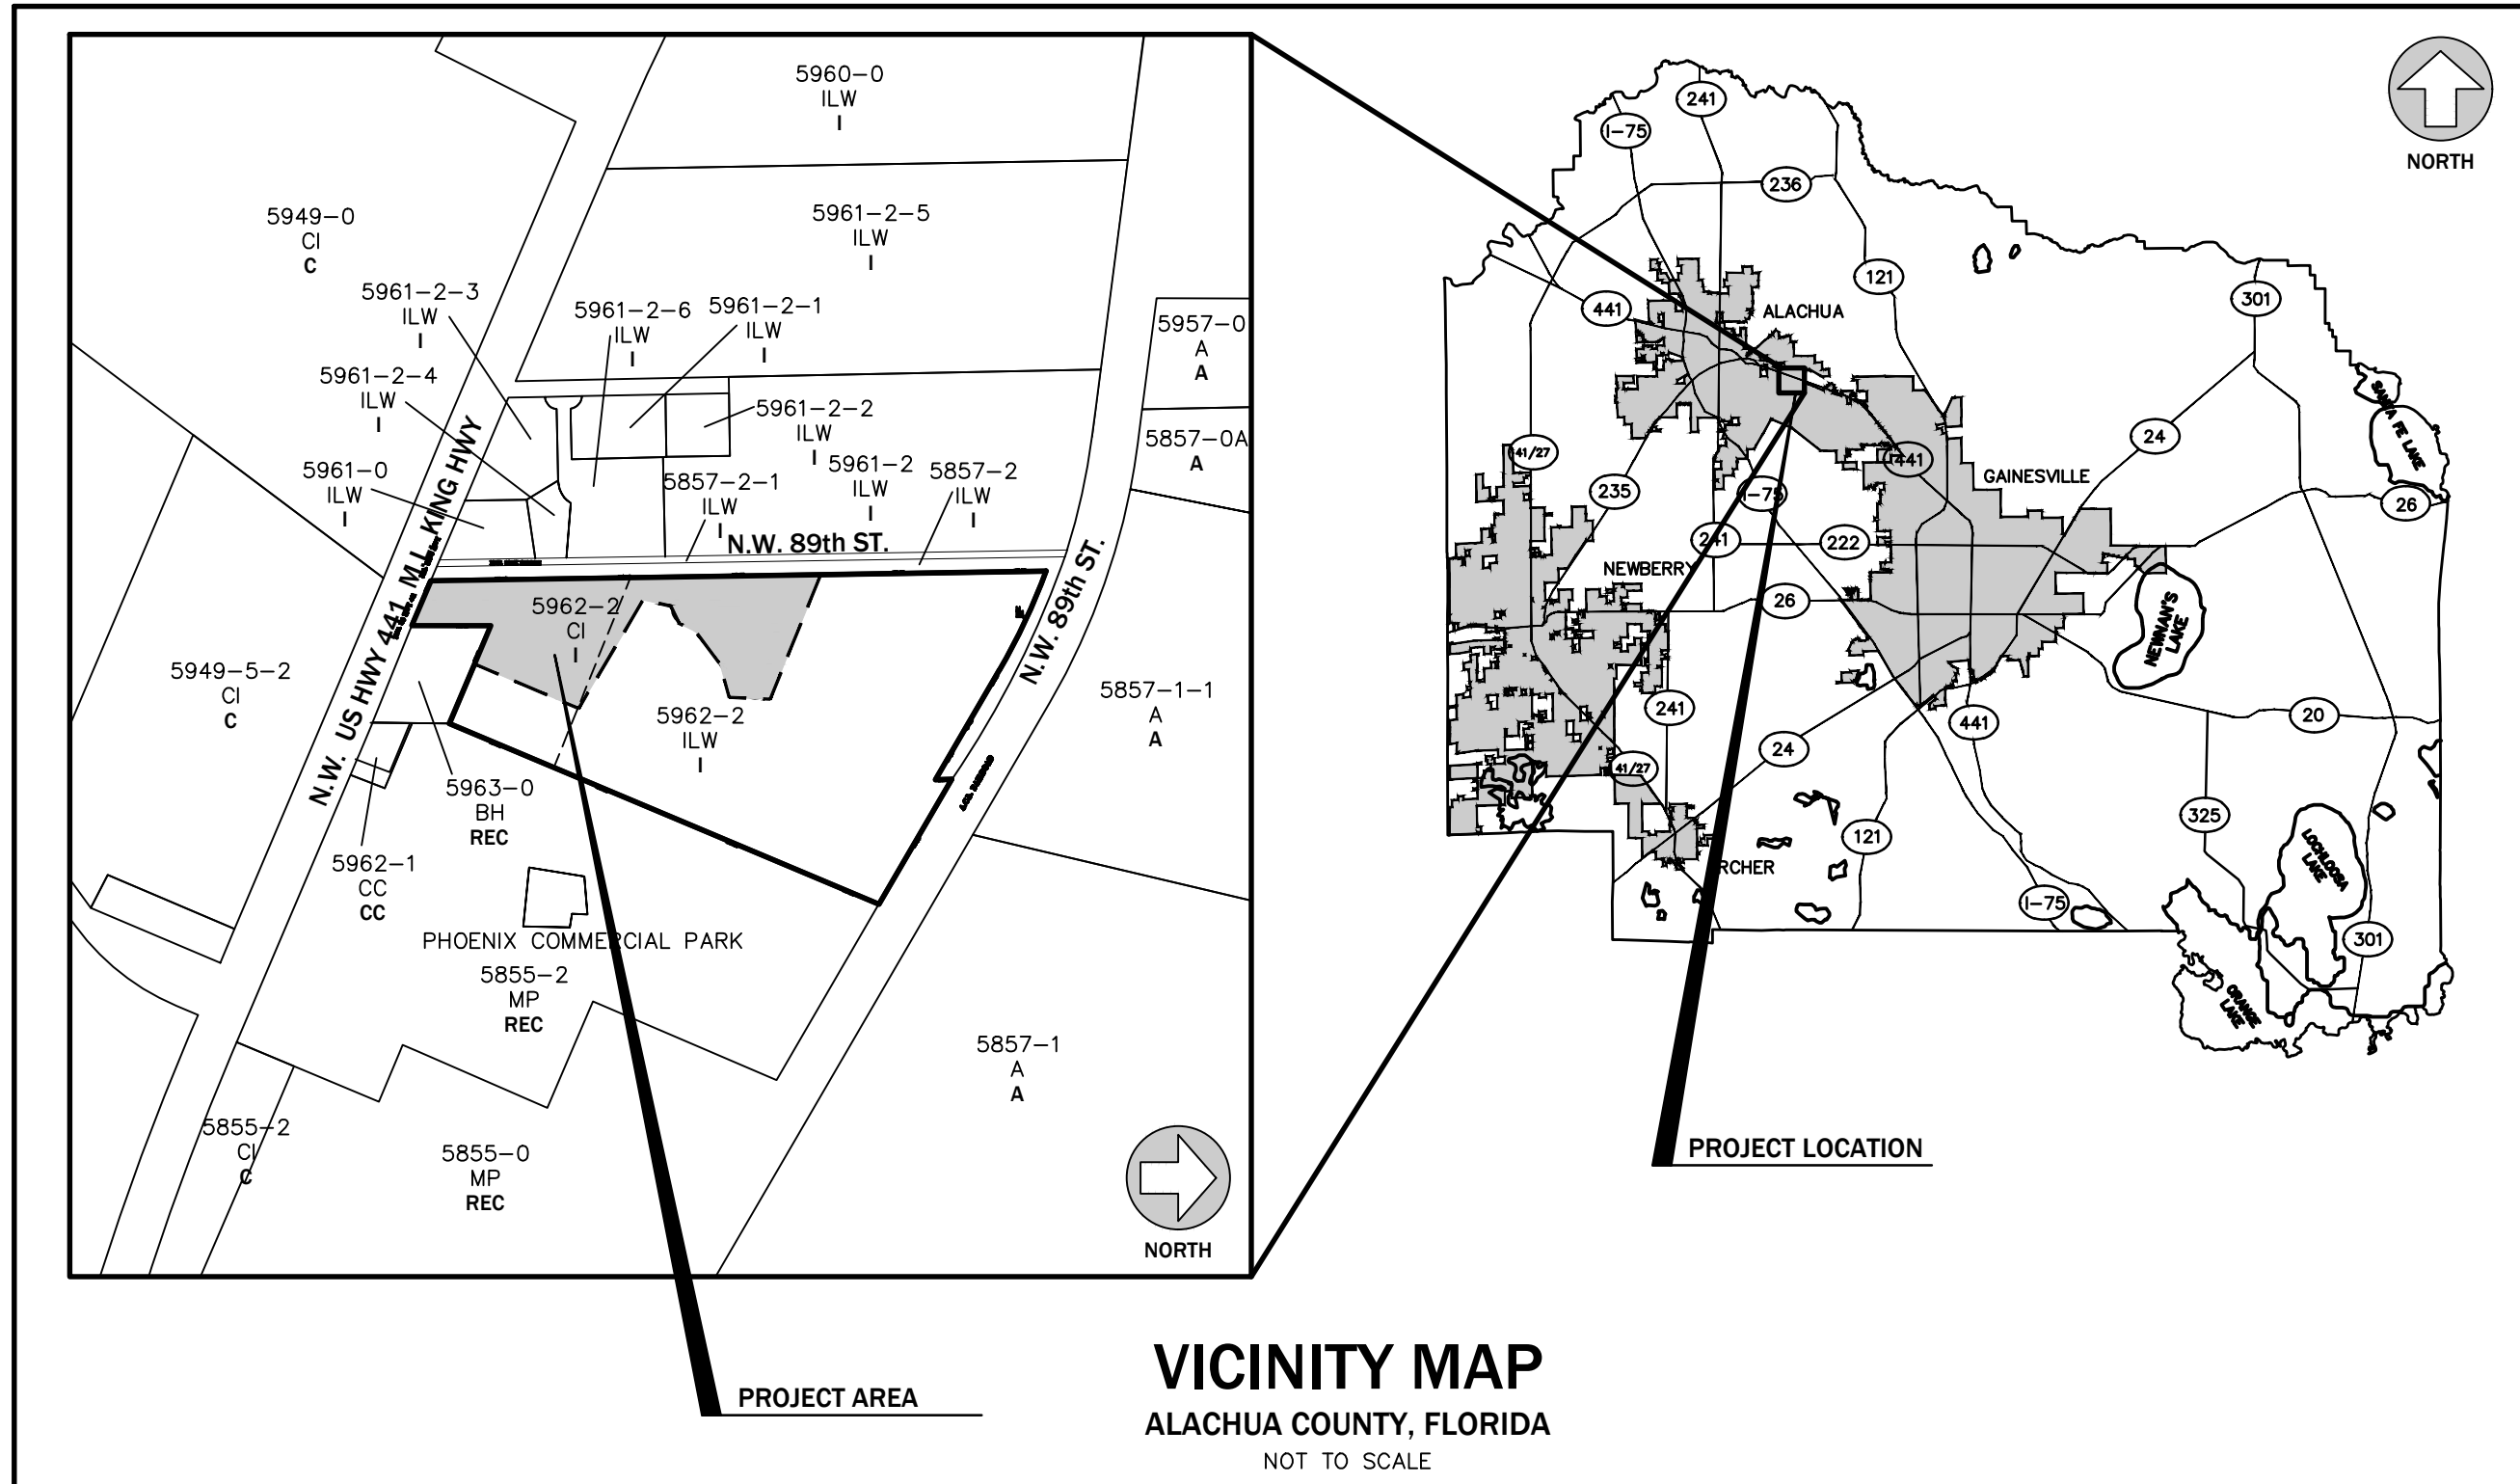 5960-0
ILW
I
5949-0
CI
C
5961-2-5
ILW
I
5961-2-3
ILW
I
5961-2-6
ILW
I
5961-2-1
ILW
I
5957-0
A
A
5961-2-4
ILW
I
5961-2-2
ILW
I
5857-0A
A
5961-0
ILW
I
5857-2-1
ILW
I
5961-2
ILW
I
5857-2
ILW
I
N.W. 89th ST.
N.W. US HWY 441 M.L. KING HWY
N.W. 89th ST.
5962-2
CI
I
5949-5-2
CI
C
5962-2
ILW
I
5857-1-1
A
A
5963-0
BH
REC
5962-1
CC
CC
PHOENIX COMMERCIAL PARK
5855-2
MP
REC
5857-1
A
A
5855-2
CI
C
5855-0
MP
REC
NORTH
PROJECT AREA
NORTH
241
I-75
236
121
441
ALACHUA
301
SANTA FE LAKE
24
41/27
441
GAINESVILLE
235
I-75
26
241
222
NEWBERRY
26
NEWNAN'S
LAKE
241
441
20
24
41/27
325
121
LOCHLOOSA
LAKE
RCHER
I-75
301
ORANGE
LAKE
PROJECT LOCATION
VICINITY MAP
ALACHUA COUNTY, FLORIDA
NOT TO SCALE